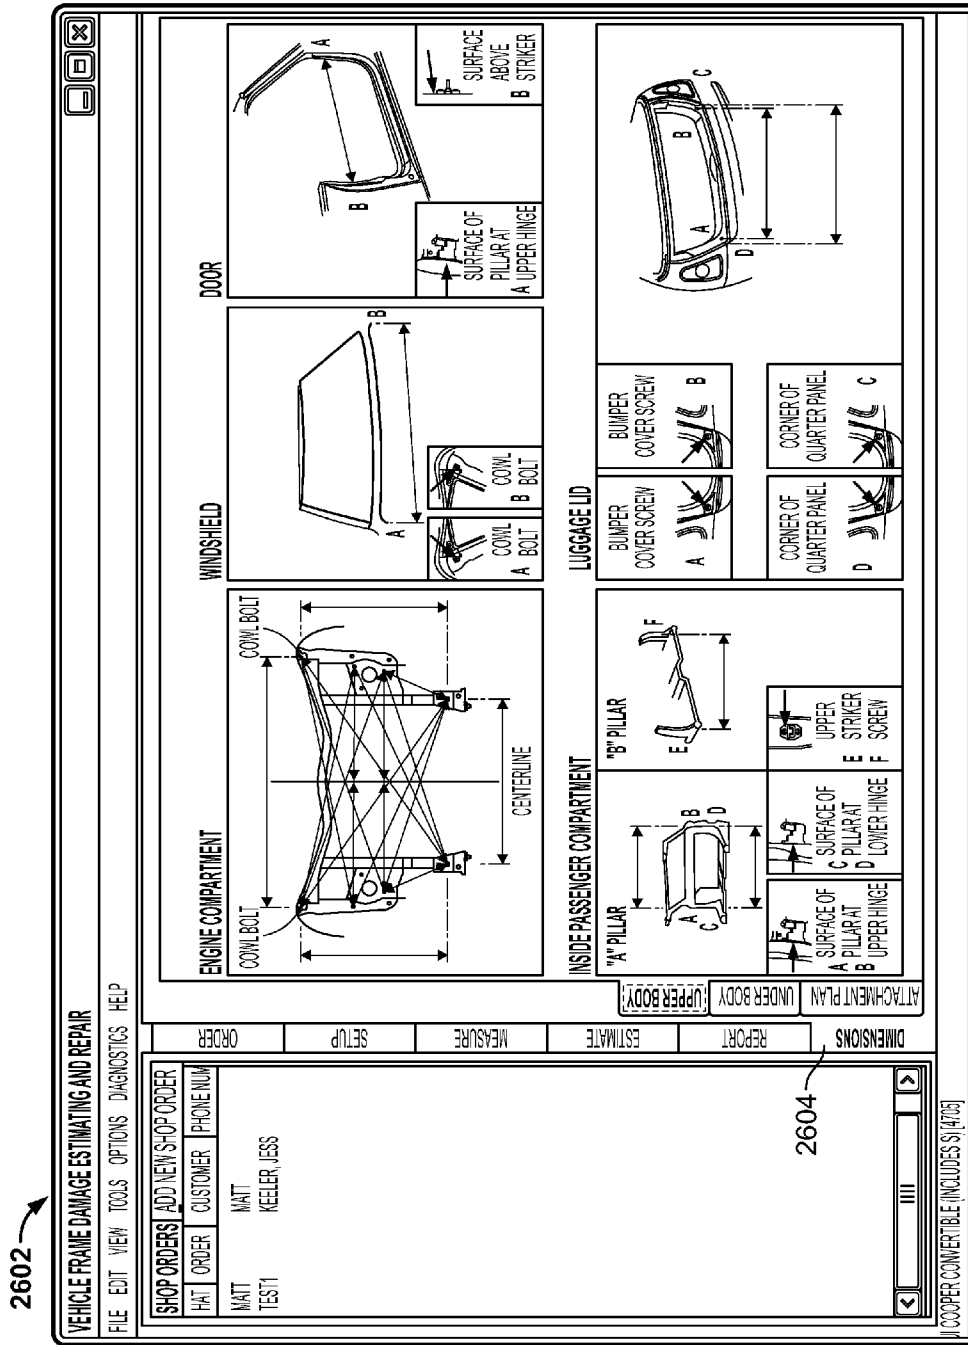 2602
VEHICLE FRAME DAMAGE ESTIMATING AND REPAIR
FILE EDIT VIEW TOOLS OPTIONS DIAGNOSTICS HELP
SHOP ORDERS ADD NEW SHOP ORDER
HAT ORDER CUSTOMER PHONE NUM
MATT MATT
TEST1 KEELER, JESS
2604
ORDER
SETUP
MEASURE
ESTIMATE
REPORT
DIMENSIONS
UPPER BODY
UNDER BODY
ATTACHMENT PLAN
ENGINE COMPARTMENT
COWL BOLT
COWL BOLT
CENTERLINE
WINDSHIELD
A
B
A COWL BOLT
B COWL BOLT
DOOR
A
B
A SURFACE OF PILLAR AT UPPER HINGE
B SURFACE ABOVE STRIKER
INSIDE PASSENGER COMPARTMENT
"A" PILLAR
A
B
C
D
A B SURFACE OF PILLAR AT UPPER HINGE
C D SURFACE OF PILLAR AT LOWER HINGE
"B" PILLAR
E
F
E F UPPER STRIKER SCREW
LUGGAGE LID
BUMPER COVER SCREW
A
BUMPER COVER SCREW
B
CORNER OF QUARTER PANEL
D
CORNER OF QUARTER PANEL
C
A
B
C
D
COOPER CONVERTIBLE (INCLUDES S) [4705]